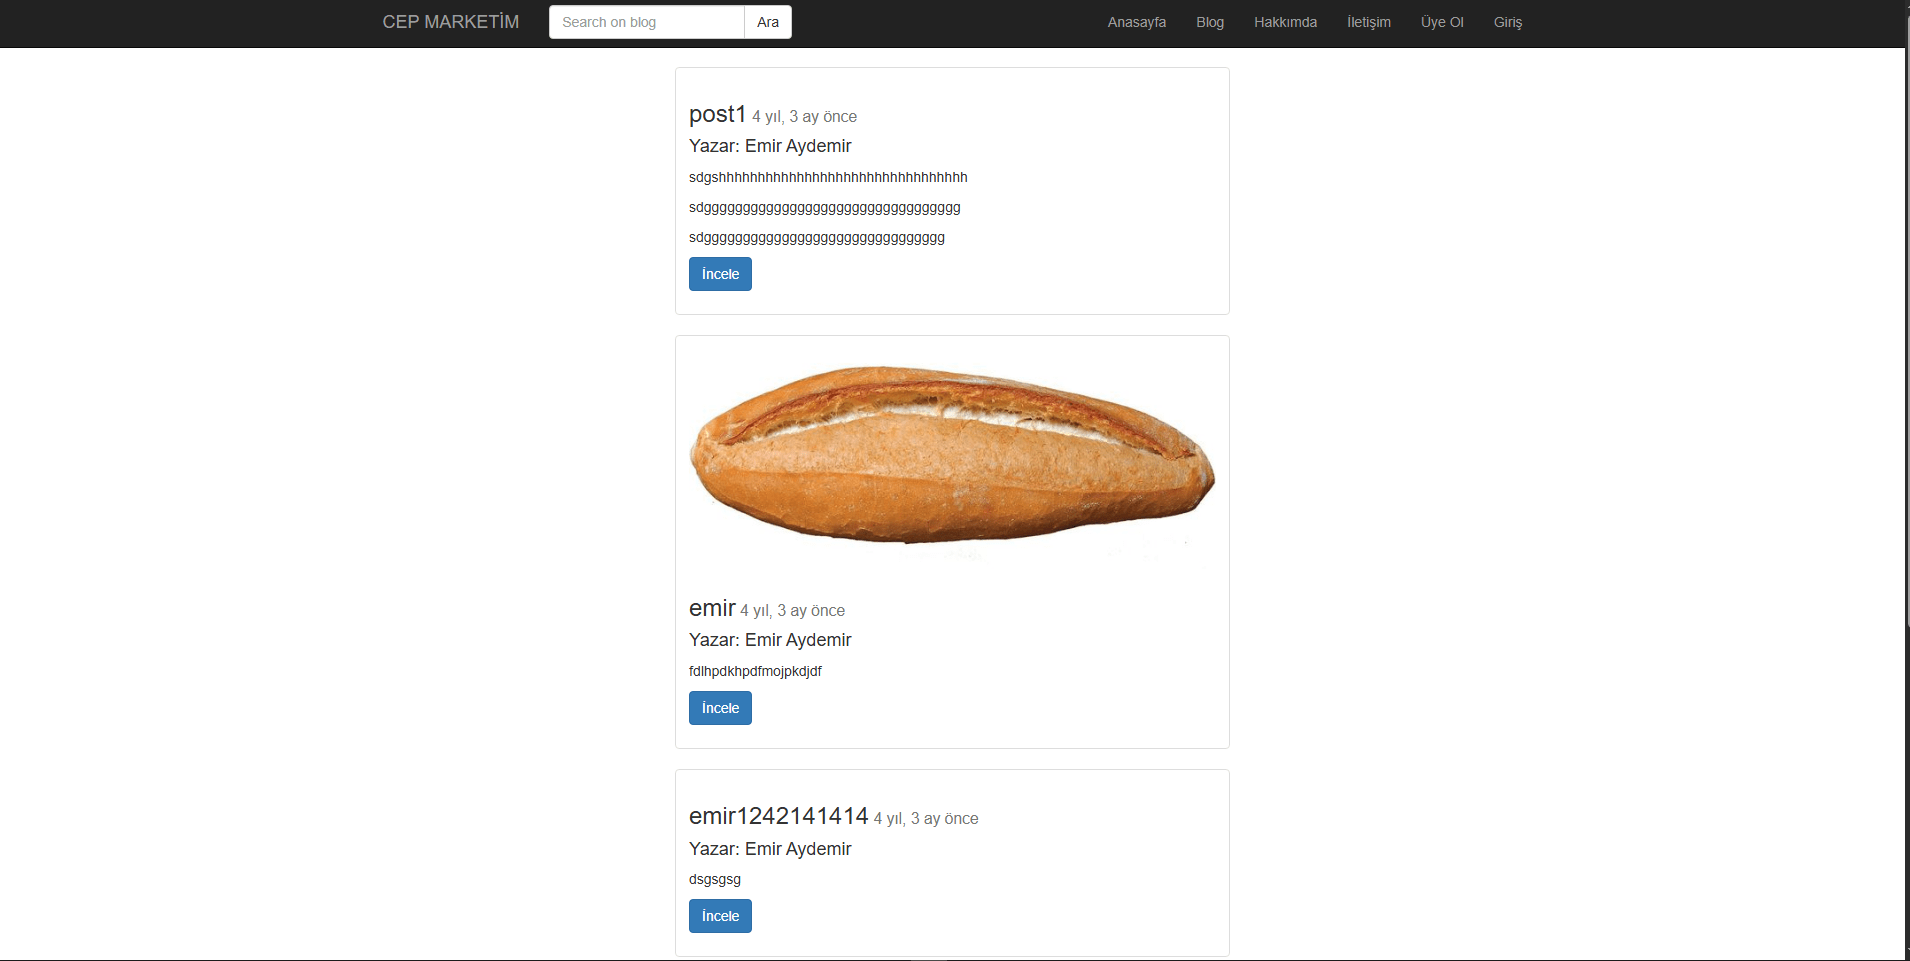 CEP MARKETİM Search on blog Ara Anasayfa Blog Hakkımda İletişim Üye Ol Giriş
post1 4 yıl, 3 ay önce
Yazar: Emir Aydemir
sdgshhhhhhhhhhhhhhhhhhhhhhhhhhhhhhhh
sdggggggggggggggggggggggggggggggggg
sdggggggggggggggggggggggggggggggg
İncele
emir 4 yıl, 3 ay önce
Yazar: Emir Aydemir
fdlhpdkhpdfmojpkdjdf
İncele
emir1242141414 4 yıl, 3 ay önce
Yazar: Emir Aydemir
dsgsgsg
İncele